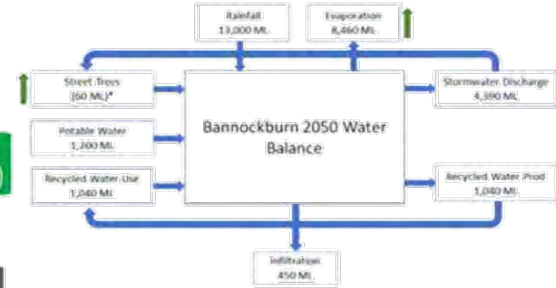 Rainfall
13,000 ML
Evaporation
8,460 ML
Street Trees
(60 ML)*
Stormwater Discharge
4,390 ML
Potable Water
1,200 ML
Bannockburn 2050 Water
Balance
Recycled Water Use
1,040 ML
Recycled Water Prod
1,040 ML
Infiltration
450 ML